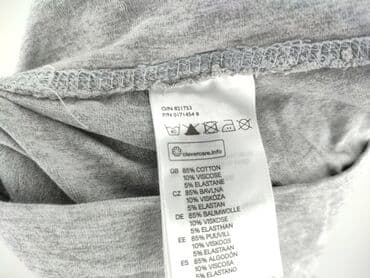 O/N 821753
P/N 0171454 8
clevercare.info
GB 85% COTTON
10% VISCOSE
5% ELASTANE
CZ 85% BAVLNA
10% VISKÓZA
5% ELASTAN
DE 85% BAUMWOLLE
10% VISKOSE
5% ELASTHAN
EE 85% PUUVILL
10% VISKOOS
5% ELASTAAN
ES 85% ALGODÓN
10% VISCOSA
5% ELASTANO